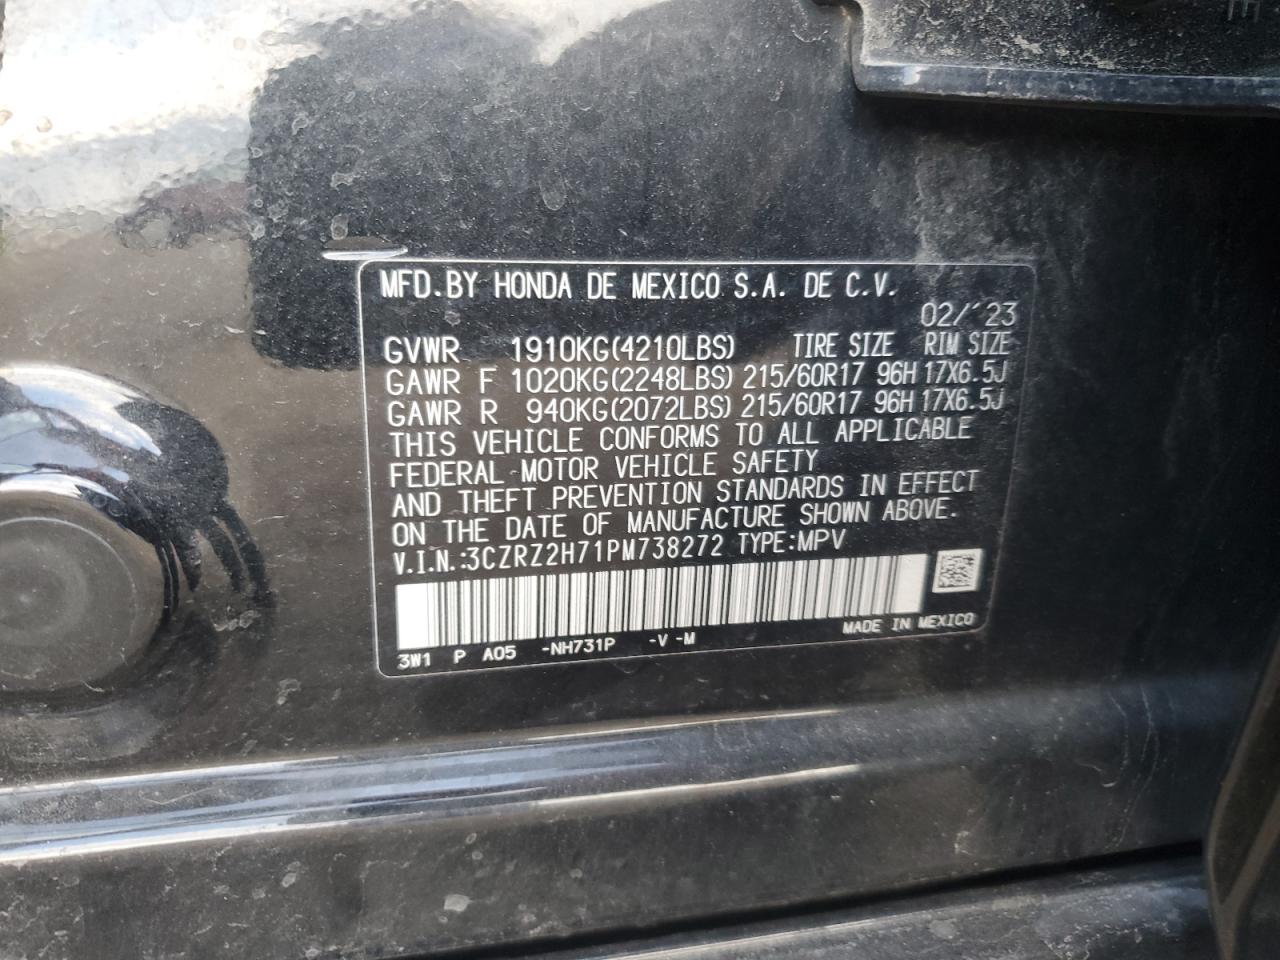 MFD.BY HONDA DE MEXICO S.A. DE C.V.
02/'23
GVWR 1910KG(4210LBS) TIRE SIZE RIM SIZE
GAWR F 1020KG(2248LBS) 215/60R17 96H 17X6.5J
GAWR R 940KG(2072LBS) 215/60R17 96H 17X6.5J
THIS VEHICLE CONFORMS TO ALL APPLICABLE
FEDERAL MOTOR VEHICLE SAFETY
AND THEFT PREVENTION STANDARDS IN EFFECT
ON THE DATE OF MANUFACTURE SHOWN ABOVE.
V.I.N.:3CZRZ2H71PM738272 TYPE:MPV
MADE IN MEXICO
3W1 P A05 -NH731P -V -M